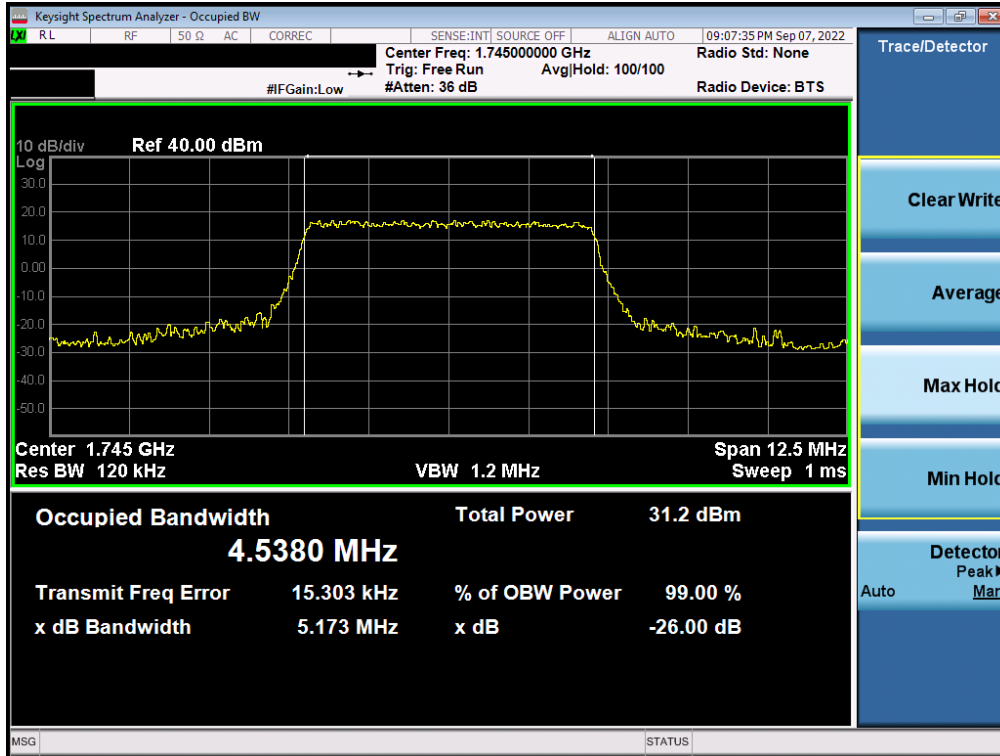 Keysight Spectrum Analyzer - Occupied BW
LXI RL RF 50 Ω AC CORREC SENSE:INT SOURCE OFF ALIGN AUTO 09:07:35 PM Sep 07, 2022
Center Freq: 1.745000000 GHz Radio Std: None
Trig: Free Run Avg|Hold: 100/100
#IFGain:Low #Atten: 36 dB Radio Device: BTS
10 dB/div Ref 40.00 dBm
Log
30.0
20.0
10.0
0.00
-10.0
-20.0
-30.0
-40.0
-50.0
Center 1.745 GHz Span 12.5 MHz
Res BW 120 kHz VBW 1.2 MHz Sweep 1 ms
Occupied Bandwidth Total Power 31.2 dBm
4.5380 MHz
Transmit Freq Error 15.303 kHz % of OBW Power 99.00 %
x dB Bandwidth 5.173 MHz x dB -26.00 dB
MSG STATUS
Trace/Detector
Clear Write
Average
Max Hold
Min Hold
Detector
Peak
Auto Man